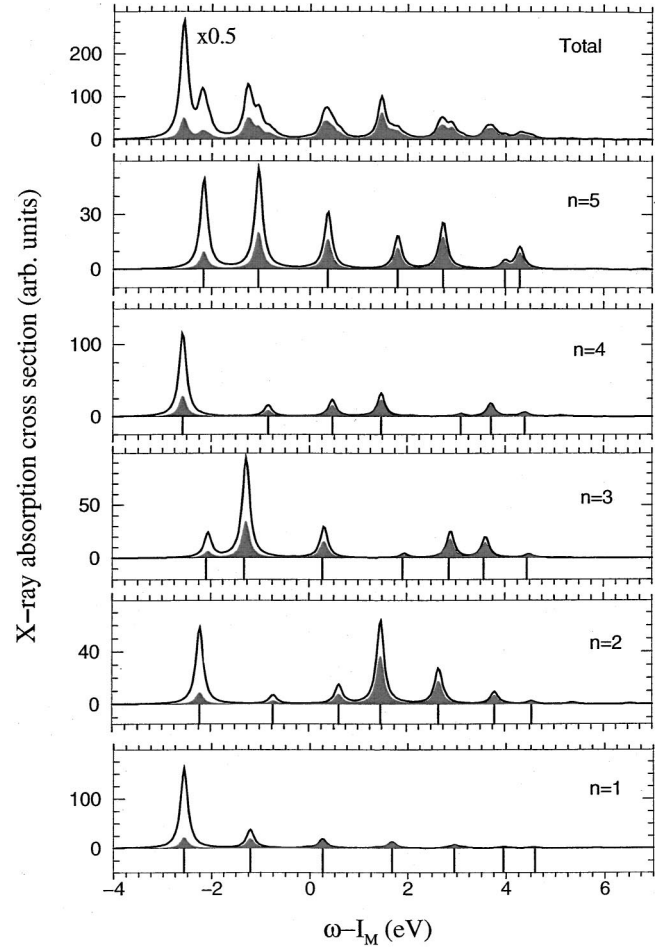 x0.5
Total
200
100
0
n=5
30
0
n=4
100
0
n=3
50
0
n=2
40
0
n=1
100
0
−4 −2 0 2 4 6
ω−I_M (eV)
X−ray absorption cross section (arb. units)